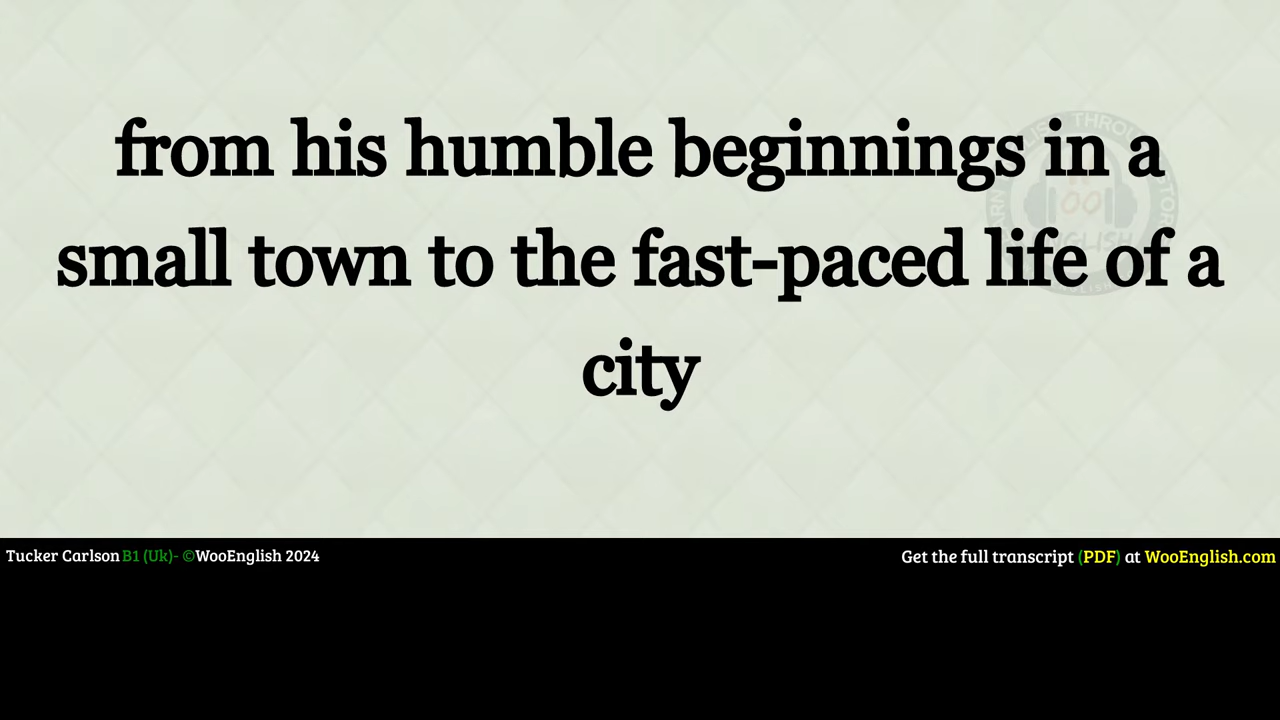 from his humble beginnings in a
small town to the fast-paced life of a
city
Tucker Carlson B1 (Uk)- ©WooEnglish 2024
Get the full transcript (PDF) at WooEnglish.com